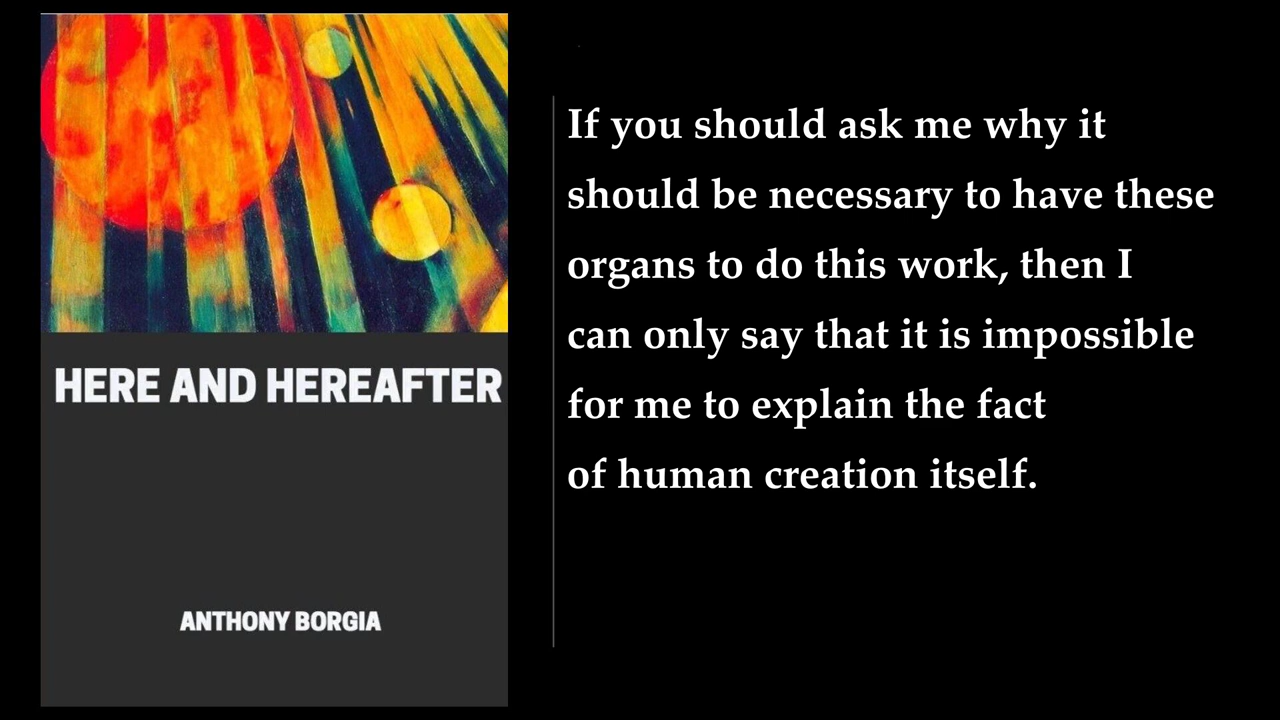 HERE AND HEREAFTER
ANTHONY BORGIA
If you should ask me why it
should be necessary to have these
organs to do this work, then I
can only say that it is impossible
for me to explain the fact
of human creation itself.